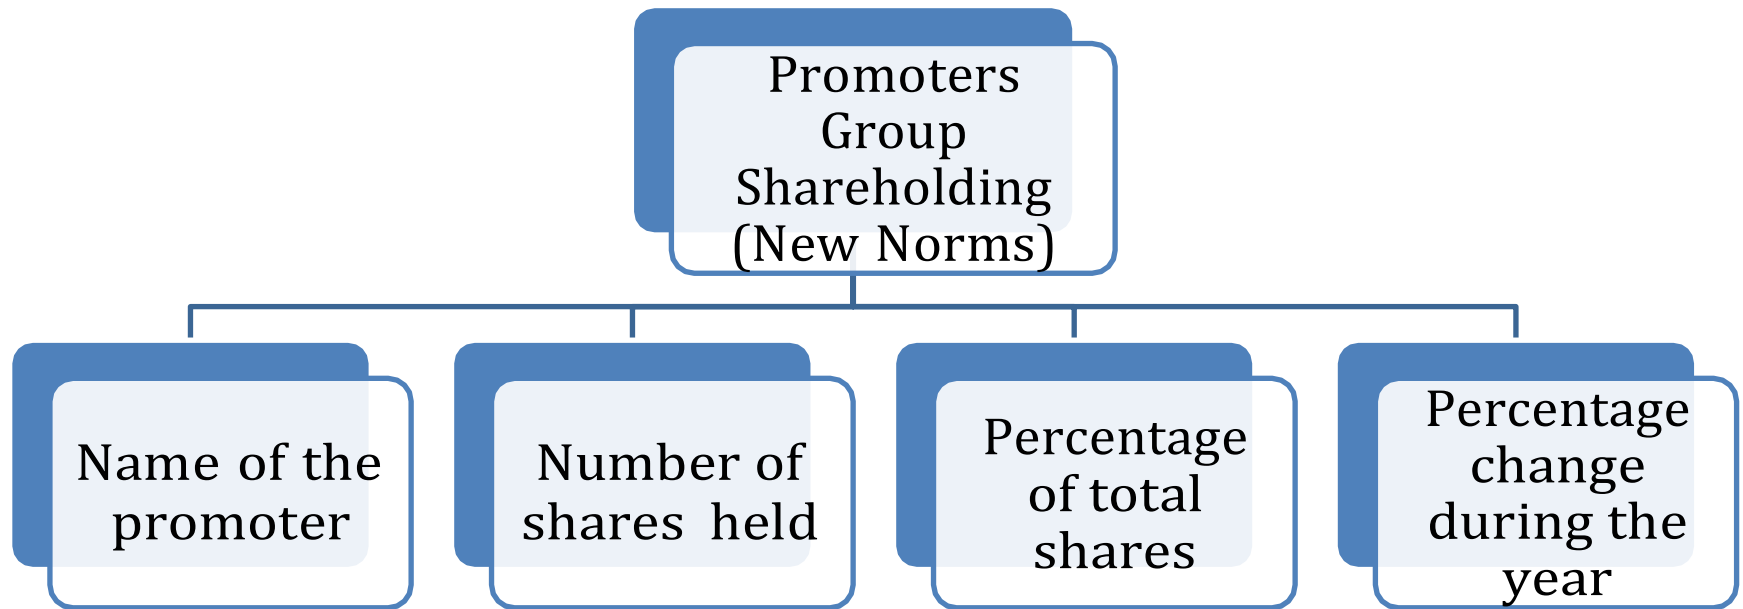 Promoters
Group
Shareholding
(New Norms)
Name of the
promoter
Number of
shares held
Percentage
of total
shares
Percentage
change
during the
year